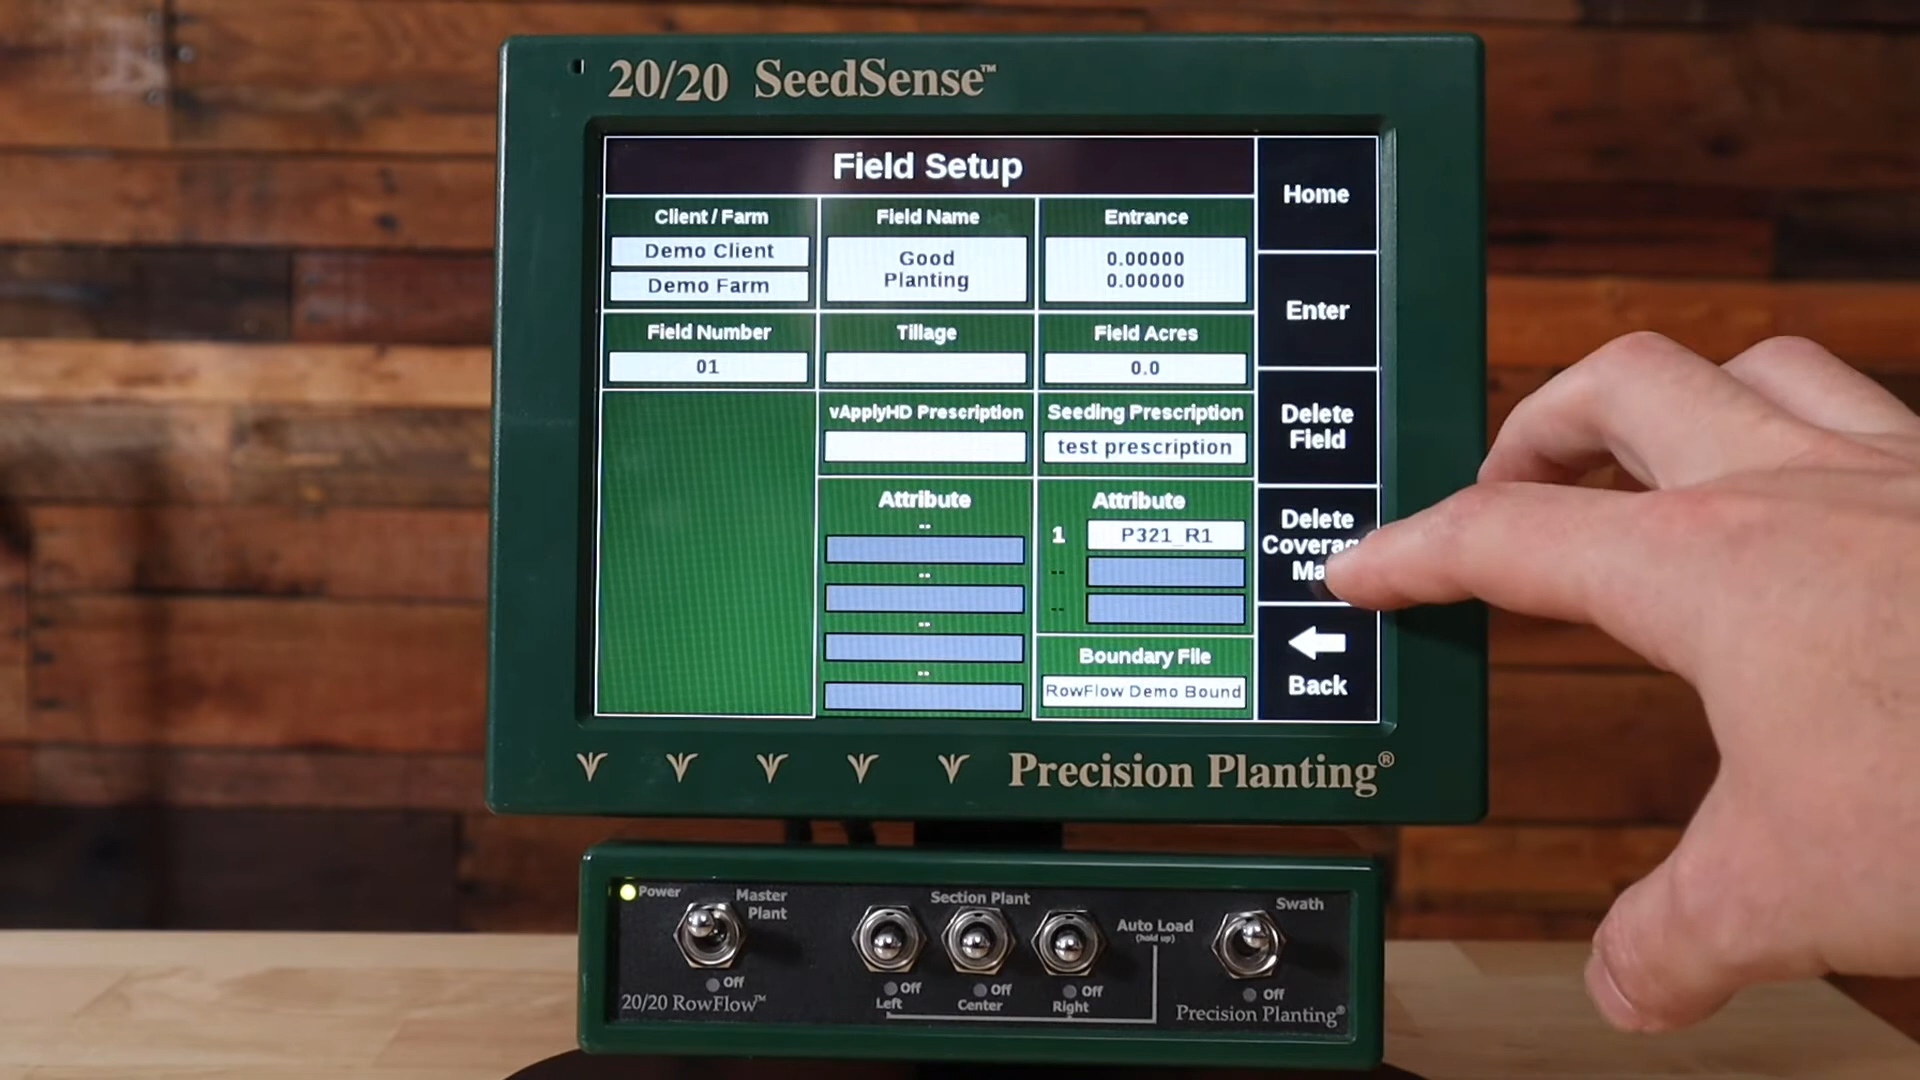 20/20 SeedSense™
Field Setup
Client / Farm
Demo Client
Demo Farm
Field Name
Good
Planting
Entrance
0.00000
0.00000
Field Number
01
Tillage
Field Acres
0.0
vApplyHD Prescription
Seeding Prescription
test prescription
Attribute
--
--
--
--
Attribute
1 P321_R1
--
--
Boundary File
RowFlow Demo Bound
Home
Enter
Delete
Field
Delete
Back
Precision Planting®
Power
Master
Plant
Off
20/20 RowFlow™
Section Plant
Off
Left
Off
Center
Off
Right
Auto Load
(hold up)
Swath
Off
Precision Planting®